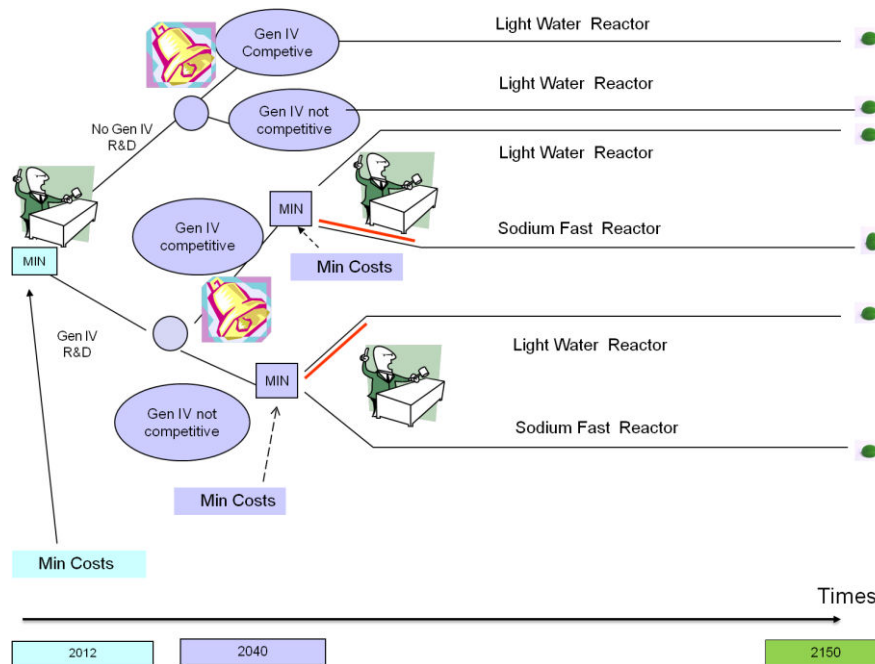 Gen IV
Competive
Light Water Reactor
Light Water Reactor
Gen IV not
competitive
No Gen IV
R&D
Light Water Reactor
MIN
Gen IV
competitive
Sodium Fast Reactor
MIN
Min Costs
Gen IV
R&D
Light Water Reactor
MIN
Gen IV not
competitive
Sodium Fast Reactor
Min Costs
Min Costs
Times
2012
2040
2150